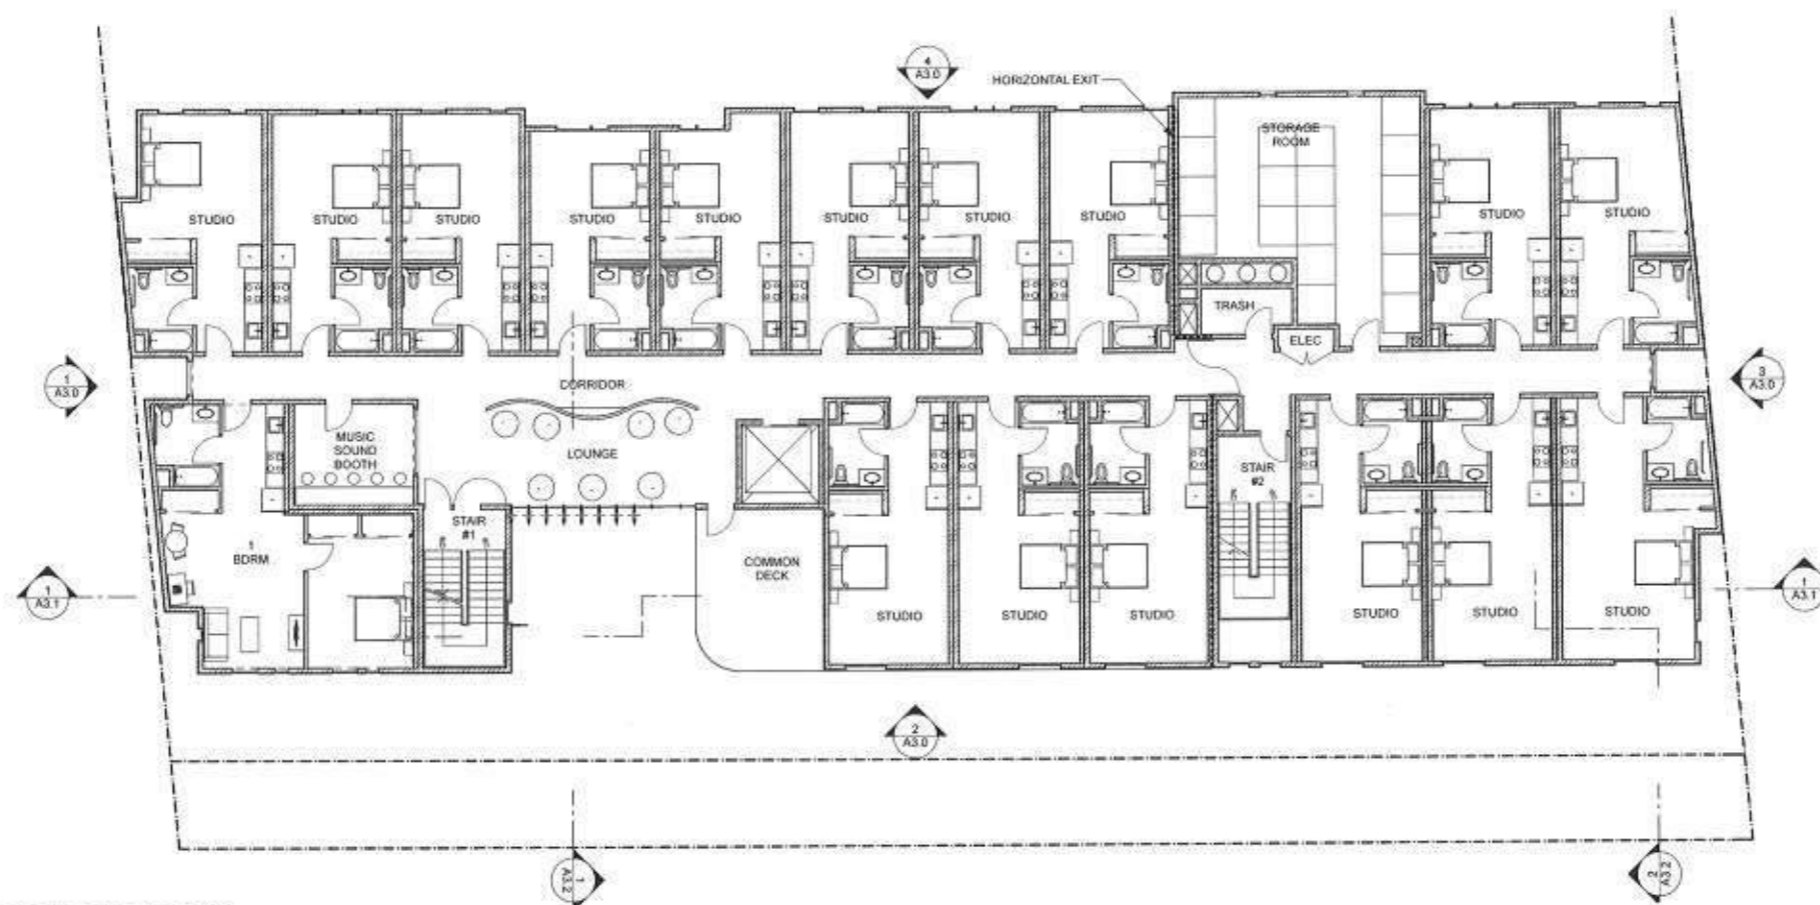 4
A3.0
HORIZONTAL EXIT
STORAGE
ROOM
STUDIO
STUDIO
STUDIO
STUDIO
STUDIO
STUDIO
STUDIO
STUDIO
STUDIO
STUDIO
TRASH
ELEC
1
A3.0
CORRIDOR
3
A3.0
MUSIC
SOUND
BOOTH
LOUNGE
STAIR
#2
STAIR
#1
1
BDRM
COMMON
DECK
1
A3.1
1
A3.1
STUDIO
STUDIO
STUDIO
STUDIO
STUDIO
STUDIO
2
A3.0
1
A3.2
2
A3.2